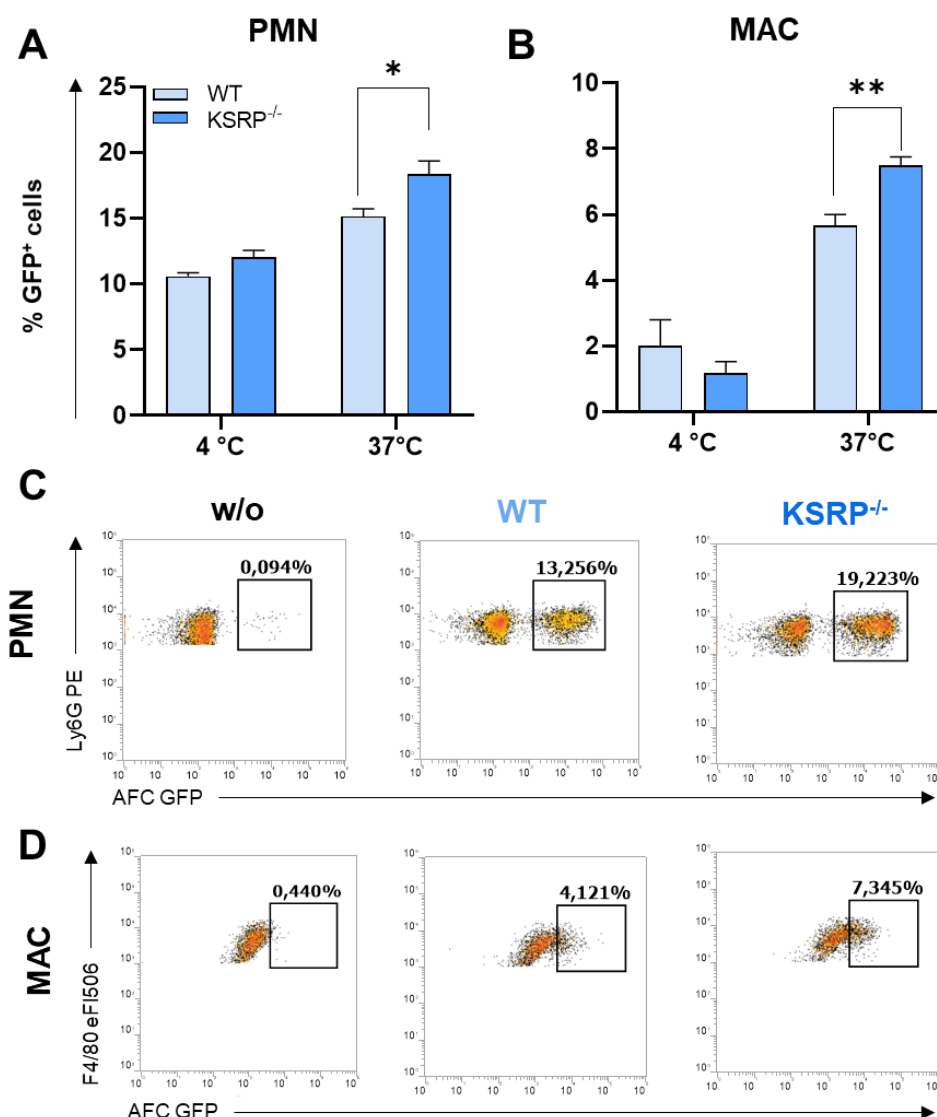 A PMN
B MAC
% GFP+ cells
25
20
15
10
5
0
WT
KSRP-/-
*
4 °C 37°C
10
8
6
4
2
0
**
4 °C 37°C
C
w/o WT KSRP-/-
PMN
Ly6G PE
0,094%
13,256%
19,223%
AFC GFP
D
MAC
F4/80 eFl506
0,440%
4,121%
7,345%
AFC GFP